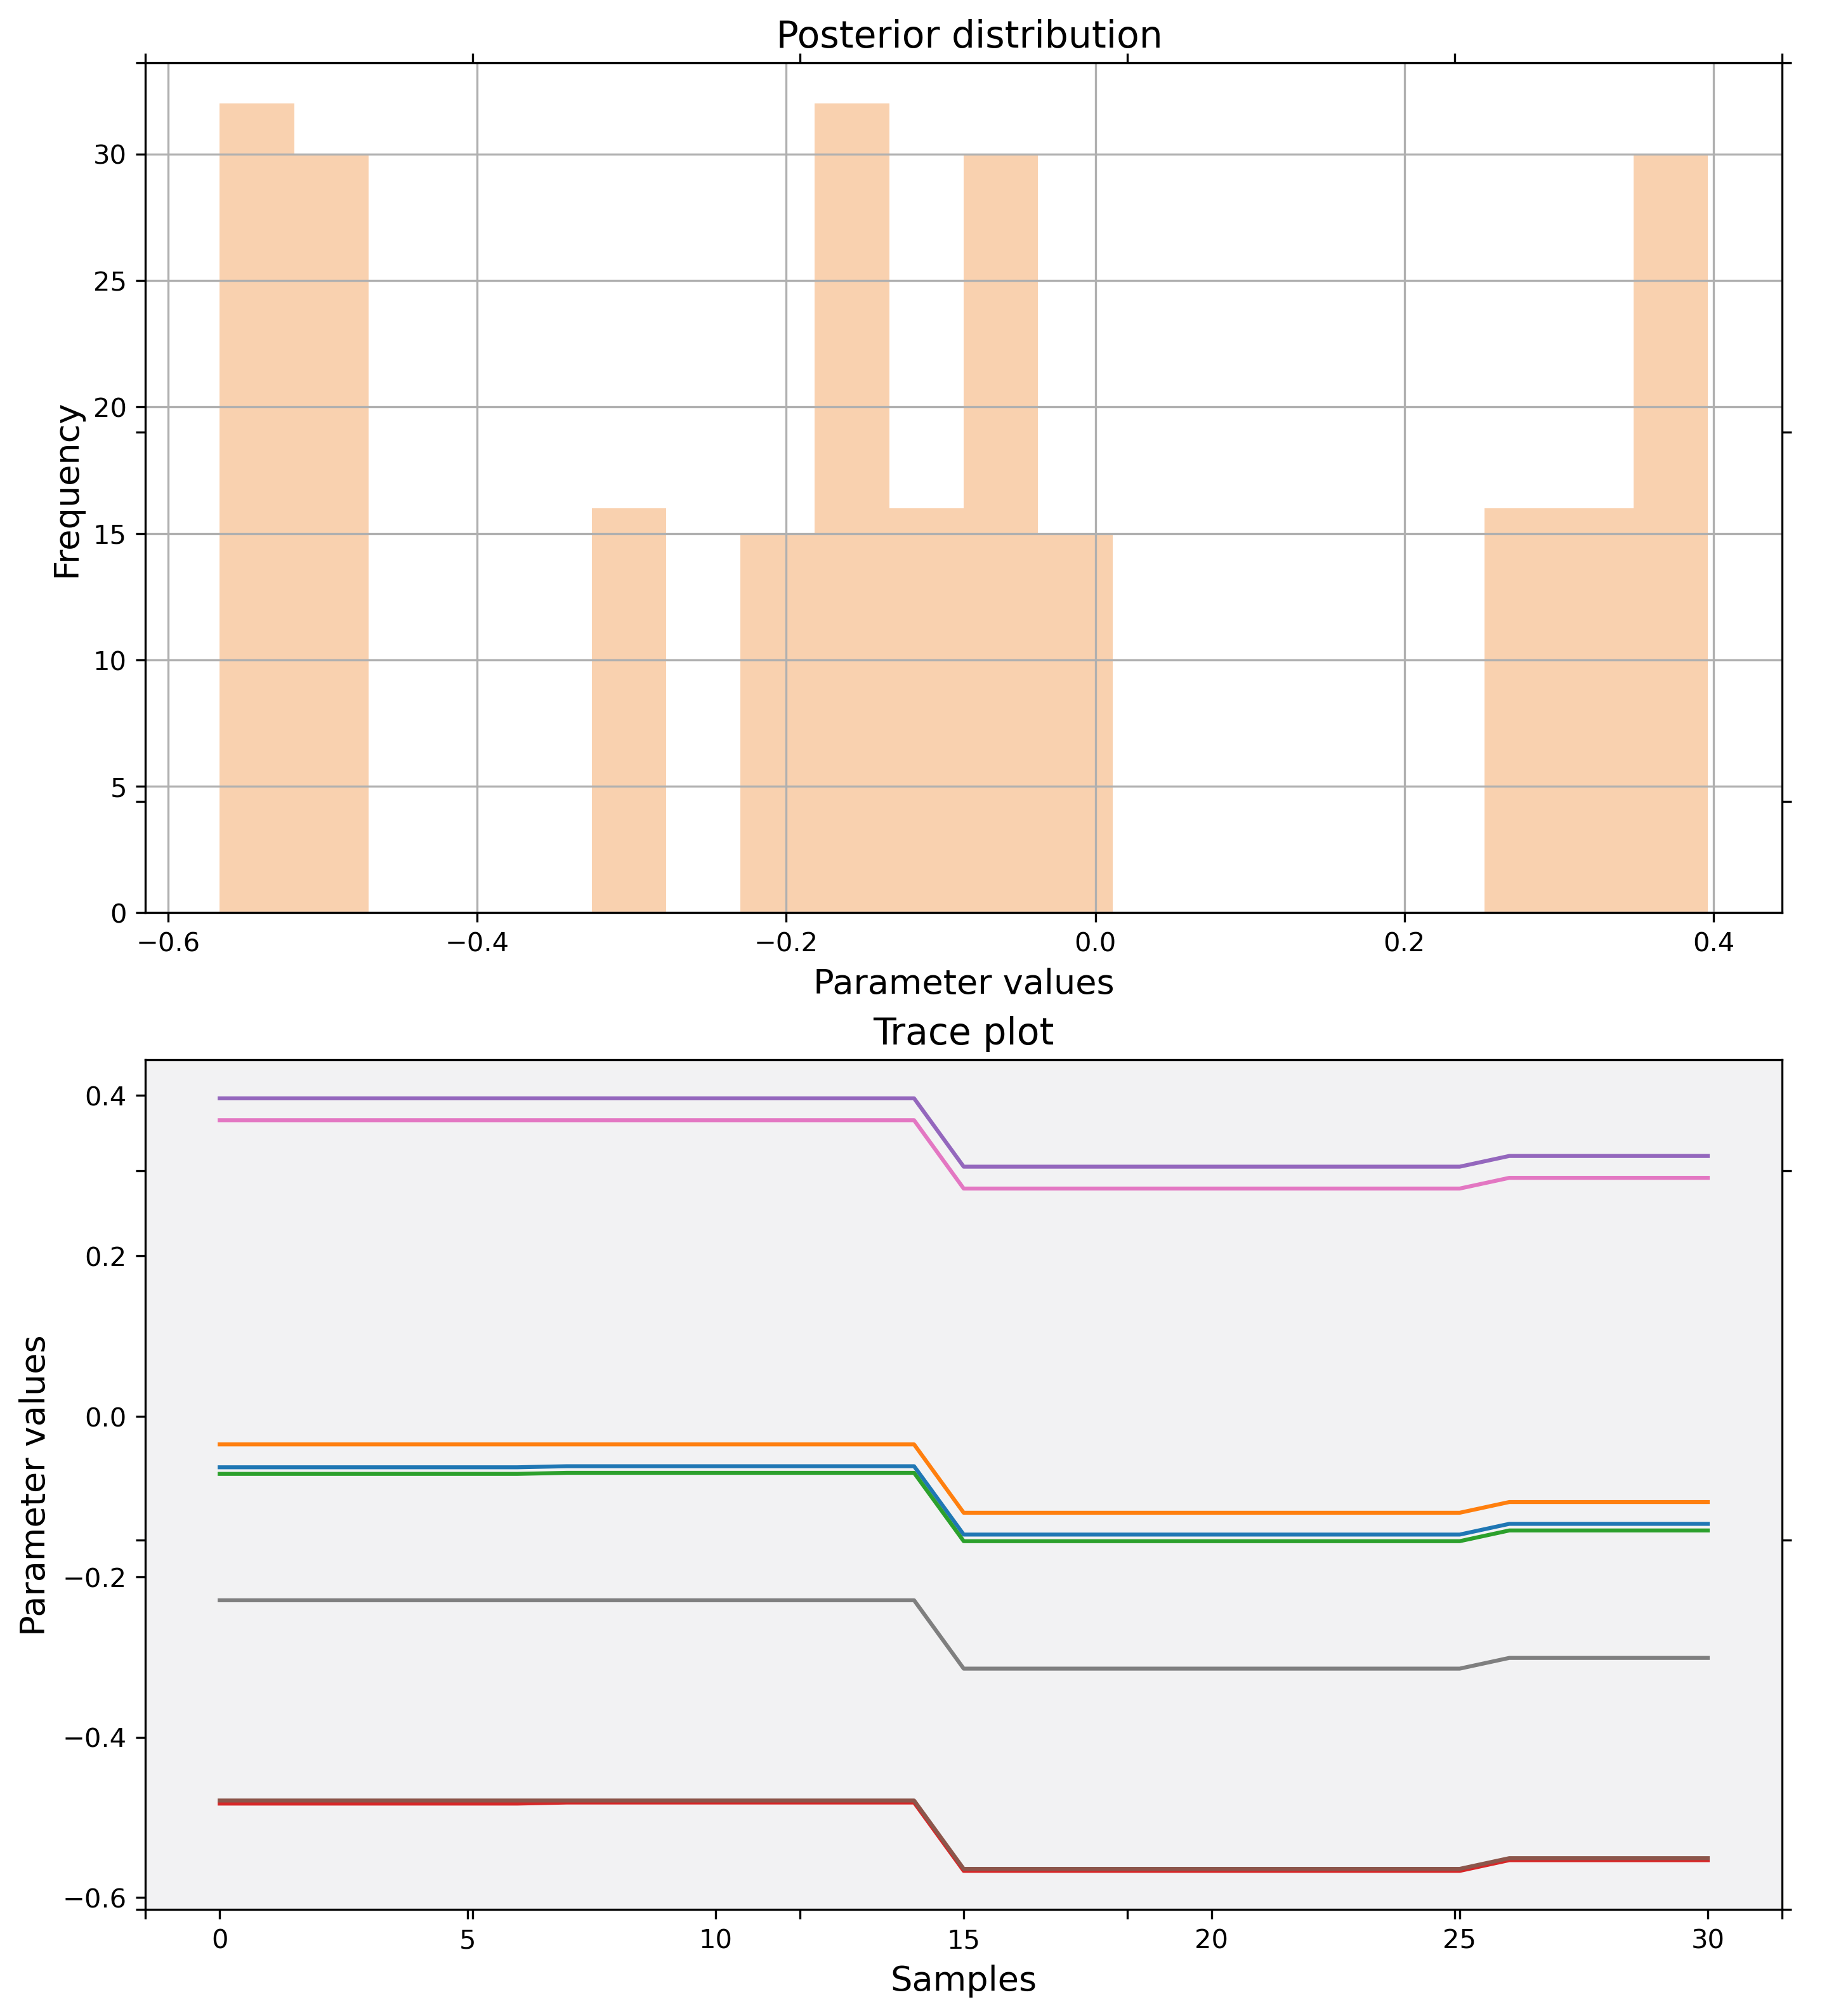 Posterior distribution
Frequency
30
25
20
15
10
5
0
−0.6 −0.4 −0.2 0.0 0.2 0.4
Parameter values
Trace plot
Parameter values
0.4
0.2
0.0
−0.2
−0.4
−0.6
0 5 10 15 20 25 30
Samples